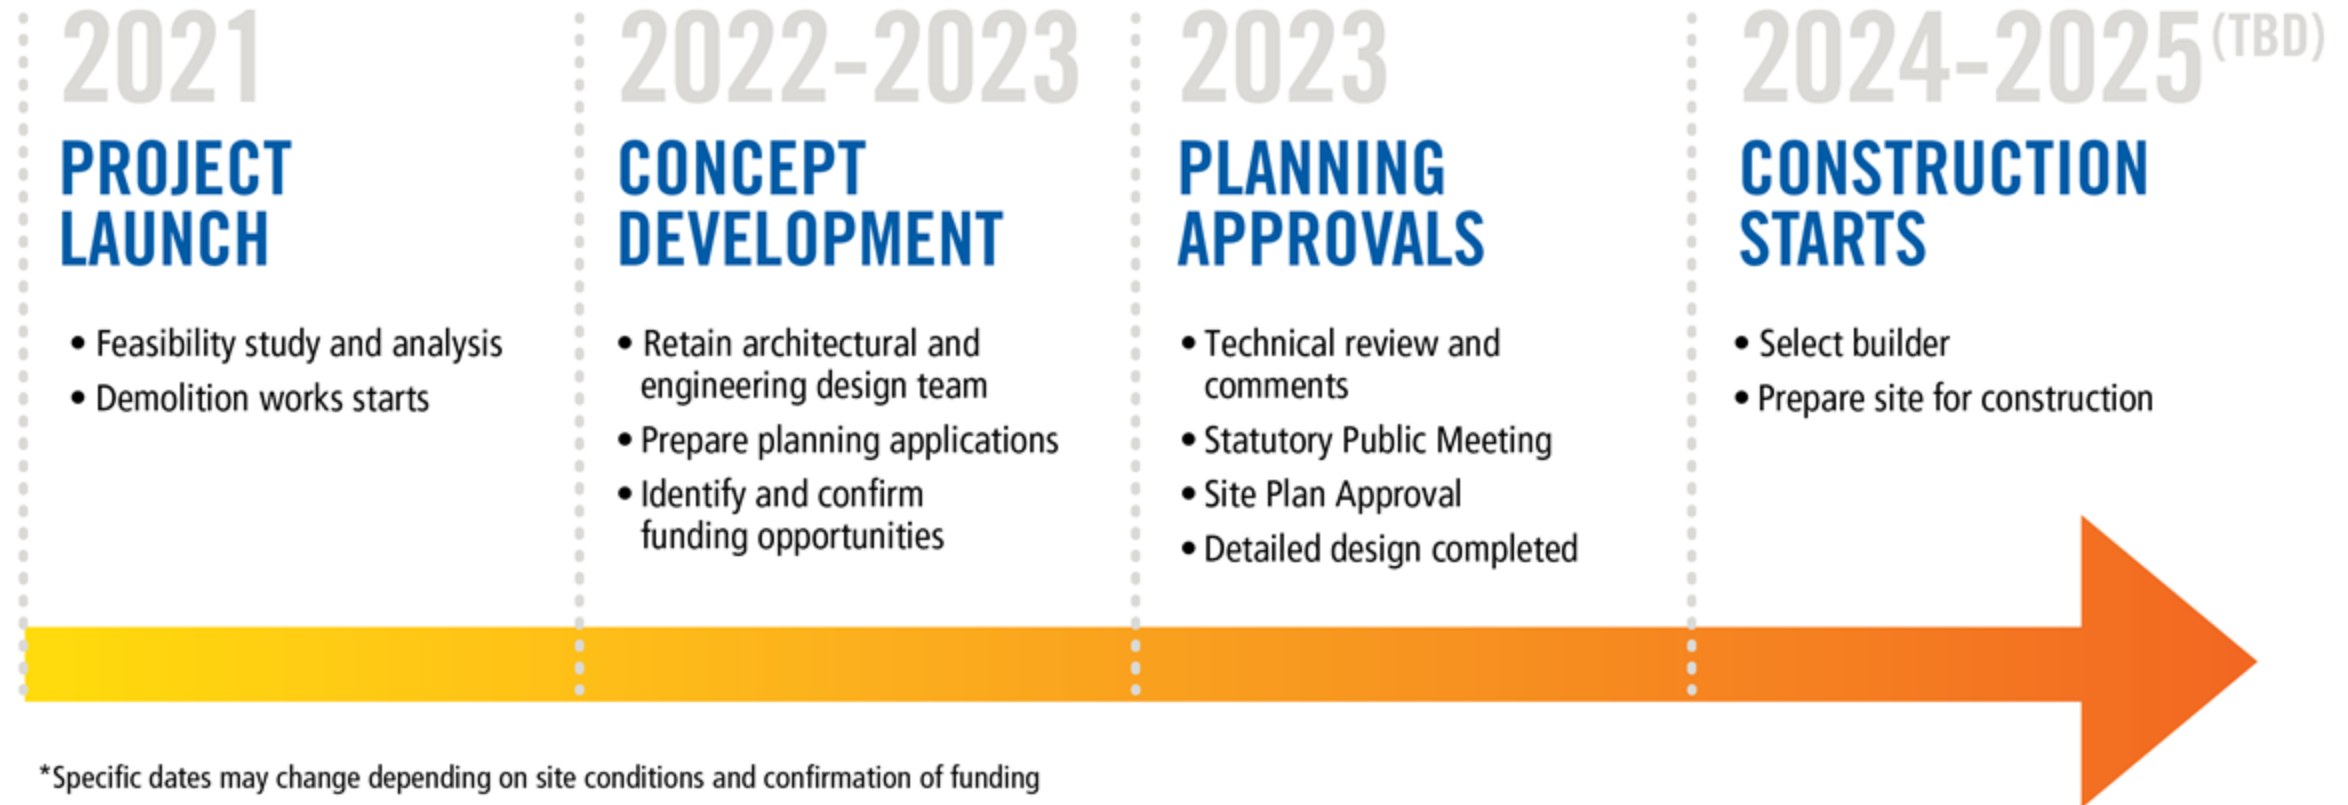 2021
PROJECT
LAUNCH
• Feasibility study and analysis
• Demolition works starts
2022-2023
CONCEPT
DEVELOPMENT
• Retain architectural and
engineering design team
• Prepare planning applications
• Identify and confirm
funding opportunities
2023
PLANNING
APPROVALS
• Technical review and
comments
• Statutory Public Meeting
• Site Plan Approval
• Detailed design completed
2024-2025 (TBD)
CONSTRUCTION
STARTS
• Select builder
• Prepare site for construction
*Specific dates may change depending on site conditions and confirmation of funding